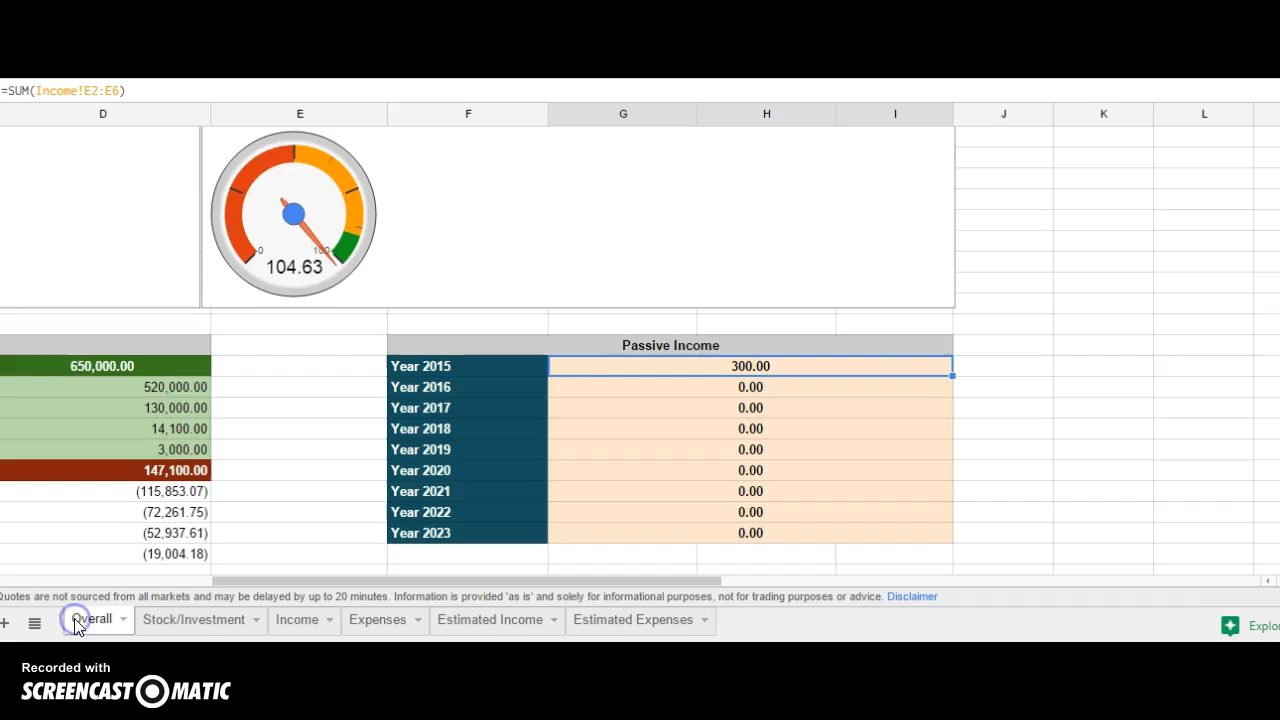 =SUM(Income!E2:E6)
D E F G H I J K L
0 100
104.63
Passive Income
650,000.00 Year 2015 300.00
520,000.00 Year 2016 0.00
130,000.00 Year 2017 0.00
14,100.00 Year 2018 0.00
3,000.00 Year 2019 0.00
147,100.00 Year 2020 0.00
(115,853.07) Year 2021 0.00
(72,261.75) Year 2022 0.00
(52,937.61) Year 2023 0.00
(19,004.18)
Quotes are not sourced from all markets and may be delayed by up to 20 minutes. Information is provided 'as is' and solely for informational purposes, not for trading purposes or advice. Disclaimer
Overall Stock/Investment Income Expenses Estimated Income Estimated Expenses Explor
Recorded with
SCREENCAST-O-MATIC